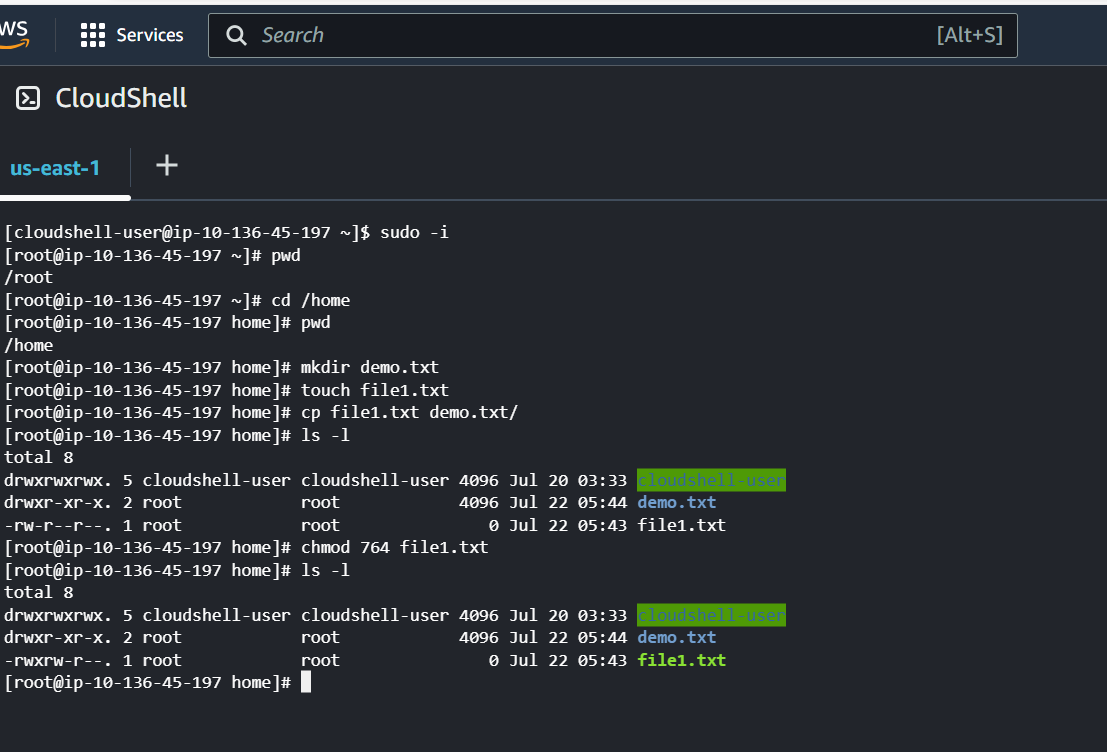 WS
Services
Search
[Alt+S]
CloudShell
us-east-1
[cloudshell-user@ip-10-136-45-197 ~]$ sudo -i
[root@ip-10-136-45-197 ~]# pwd
/root
[root@ip-10-136-45-197 ~]# cd /home
[root@ip-10-136-45-197 home]# pwd
/home
[root@ip-10-136-45-197 home]# mkdir demo.txt
[root@ip-10-136-45-197 home]# touch file1.txt
[root@ip-10-136-45-197 home]# cp file1.txt demo.txt/
[root@ip-10-136-45-197 home]# ls -l
total 8
drwxrwxrwx. 5 cloudshell-user cloudshell-user 4096 Jul 20 03:33 cloudshell-user
drwxr-xr-x. 2 root            root            4096 Jul 22 05:44 demo.txt
-rw-r--r--. 1 root            root               0 Jul 22 05:43 file1.txt
[root@ip-10-136-45-197 home]# chmod 764 file1.txt
[root@ip-10-136-45-197 home]# ls -l
total 8
drwxrwxrwx. 5 cloudshell-user cloudshell-user 4096 Jul 20 03:33 cloudshell-user
drwxr-xr-x. 2 root            root            4096 Jul 22 05:44 demo.txt
-rwxrw-r--. 1 root            root               0 Jul 22 05:43 file1.txt
[root@ip-10-136-45-197 home]#